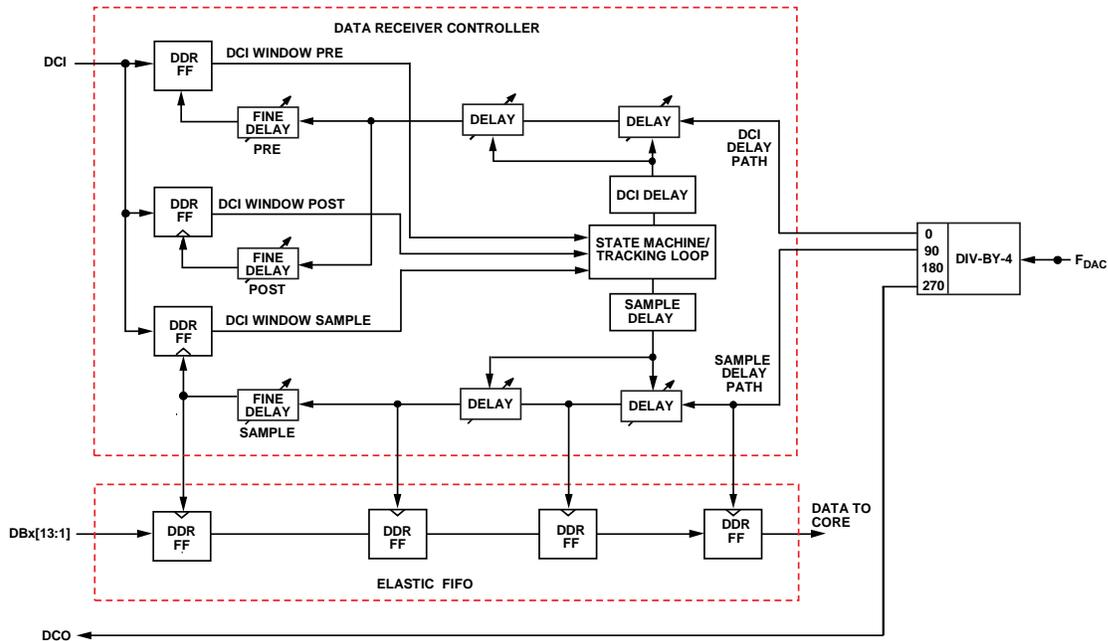 DATA RECEIVER CONTROLLER
DCI
DDR
FF
DCI WINDOW PRE
FINE
DELAY
PRE
DELAY
DELAY
DCI
DELAY
PATH
DCI DELAY
DDR
FF
DCI WINDOW POST
FINE
DELAY
POST
STATE MACHINE/
TRACKING LOOP
0
90
180
270
DIV-BY-4
FDAC
DDR
FF
DCI WINDOW SAMPLE
SAMPLE
DELAY
SAMPLE
DELAY
PATH
FINE
DELAY
SAMPLE
DELAY
DELAY
DBx[13:1]
DDR
FF
DDR
FF
DDR
FF
DDR
FF
DATA TO
CORE
ELASTIC FIFO
DCO